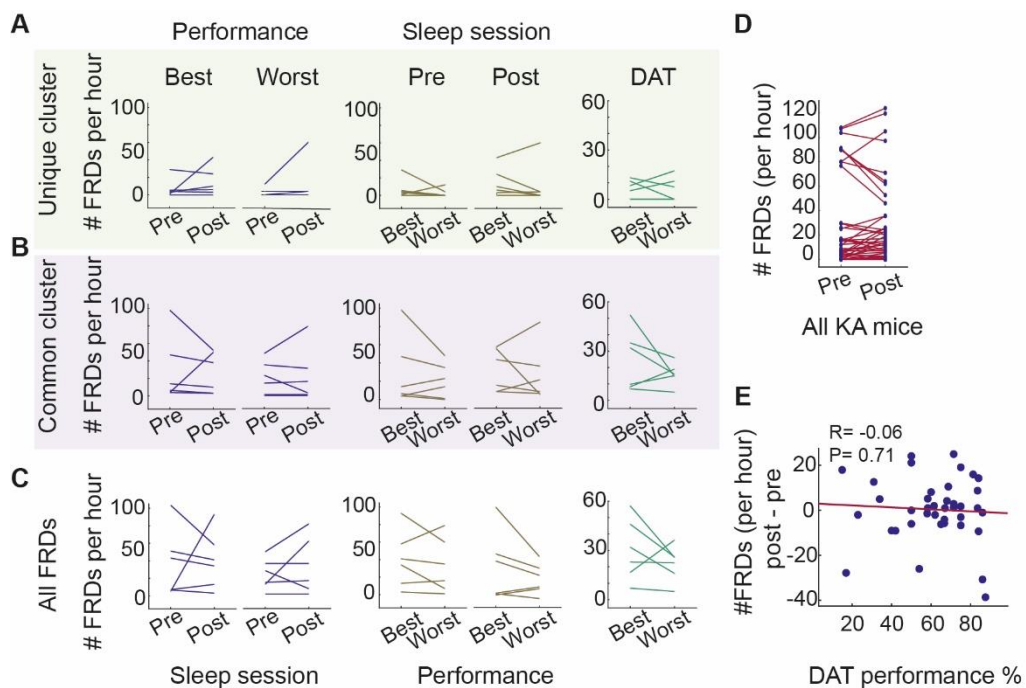 A
Performance
Sleep session
Unique cluster
# FRDs per hour
Best
Worst
Pre
Post
DAT
100
50
0
Pre
Post
Pre
Post
100
50
0
Best
Worst
Best
Worst
60
30
0
Best
Worst
B
Common cluster
# FRDs per hour
100
50
0
Pre
Post
Pre
Post
100
50
0
Best
Worst
Best
Worst
60
30
0
Best
Worst
C
All FRDs
# FRDs per hour
100
50
0
Pre
Post
Pre
Post
100
50
0
Best
Worst
Best
Worst
60
30
0
Best
Worst
Sleep session
Performance
D
# FRDs (per hour)
120
100
80
60
40
20
0
Pre
Post
All KA mice
E
R= -0.06
P= 0.71
#FRDs (per hour)
post - pre
20
0
-20
-40
20 40 60 80
DAT performance %